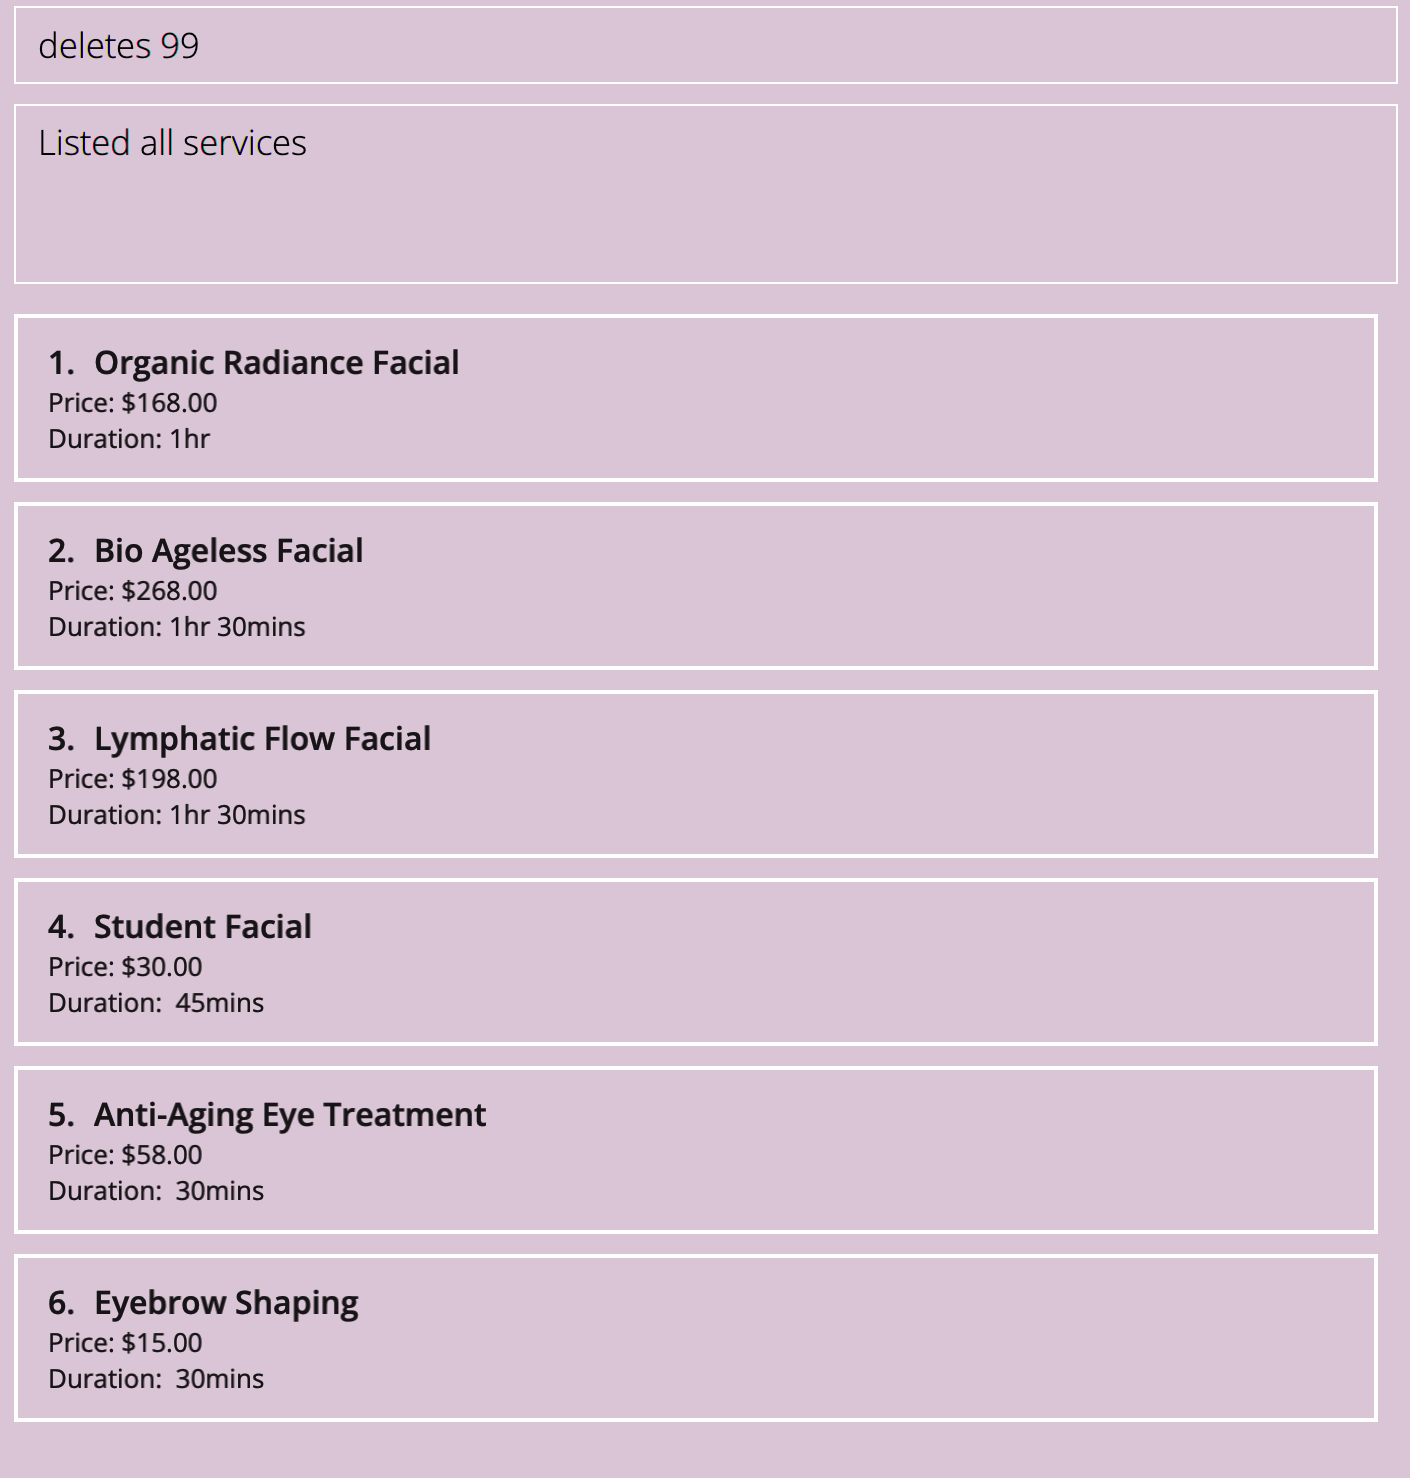 deletes 99
Listed all services
1. Organic Radiance Facial
Price: $168.00
Duration: 1hr
2. Bio Ageless Facial
Price: $268.00
Duration: 1hr 30mins
3. Lymphatic Flow Facial
Price: $198.00
Duration: 1hr 30mins
4. Student Facial
Price: $30.00
Duration:  45mins
5. Anti-Aging Eye Treatment
Price: $58.00
Duration:  30mins
6. Eyebrow Shaping
Price: $15.00
Duration:  30mins